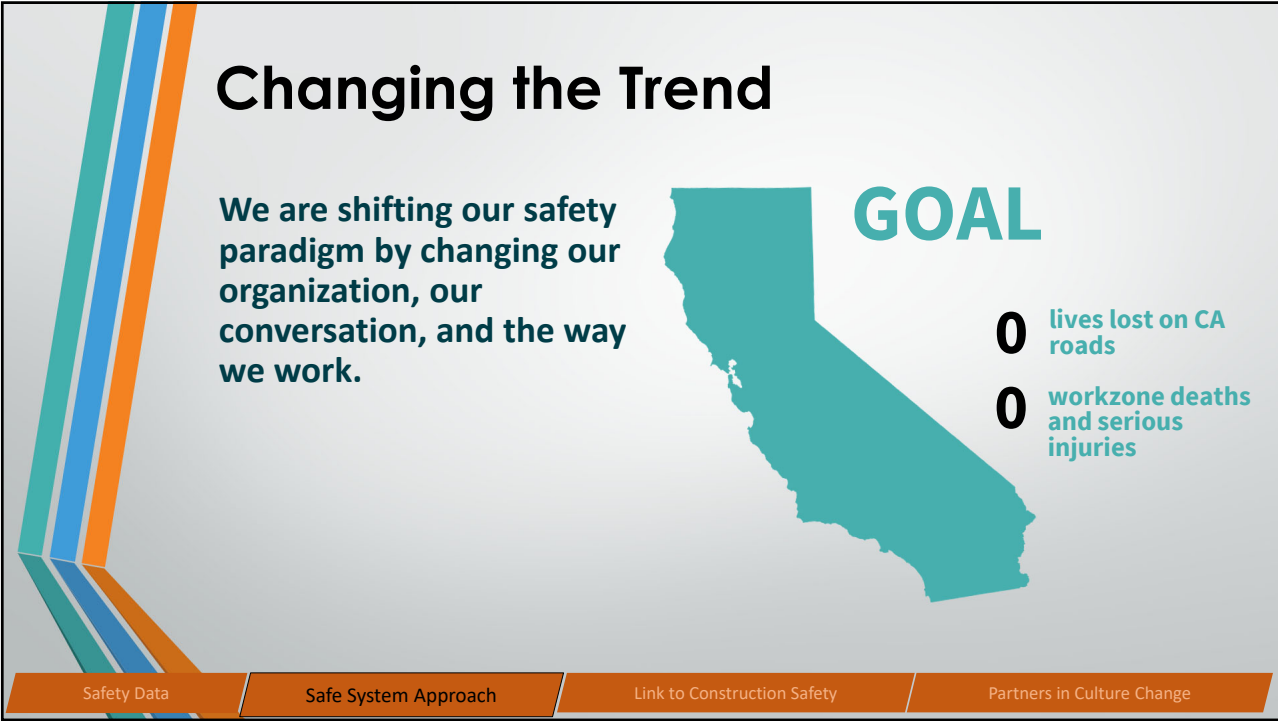 Changing the Trend
We are shifting our safety
paradigm by changing our
organization, our
conversation, and the way
we work.
GOAL
0 lives lost on CA
roads
0 workzone deaths
and serious
injuries
Safety Data
Safe System Approach
Link to Construction Safety
Partners in Culture Change